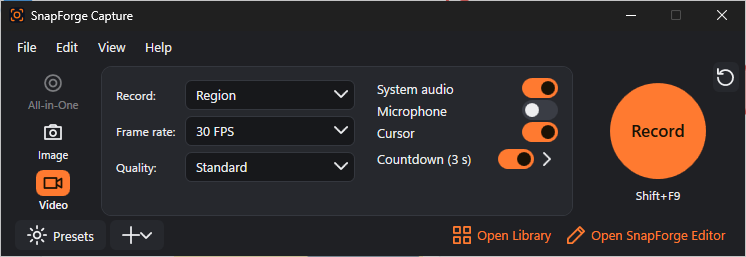 SnapForge Capture
File Edit View Help
All-in-One
Image
Video
Record: Region
Frame rate: 30 FPS
Quality: Standard
System audio
Microphone
Cursor
Countdown (3 s)
Record
Shift+F9
Presets
Open Library
Open SnapForge Editor